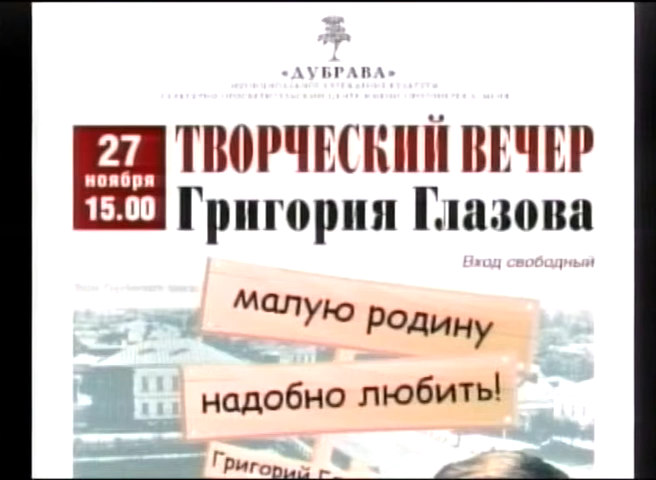 «ДУБРАВА»
27
ноября
15.00
ТВОРЧЕСКИЙ ВЕЧЕР
Григория Глазова
Вход свободный
малую родину
надобно любить!
Григорий